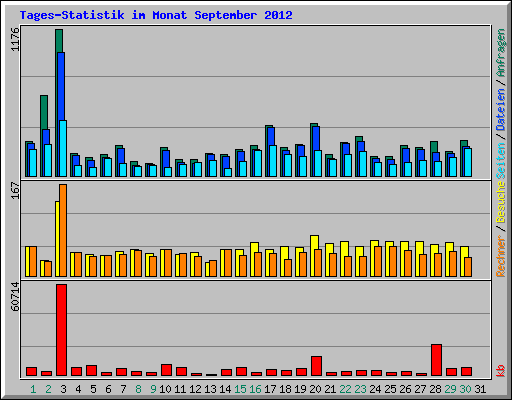 Tages-Statistik im Monat September 2012
1176
167
60714
Rechner / Besuche Seiten / Dateien / Anfragen
kb
1 2 3 4 5 6 7 8 9 10 11 12 13 14 15 16 17 18 19 20 21 22 23 24 25 26 27 28 29 30 31